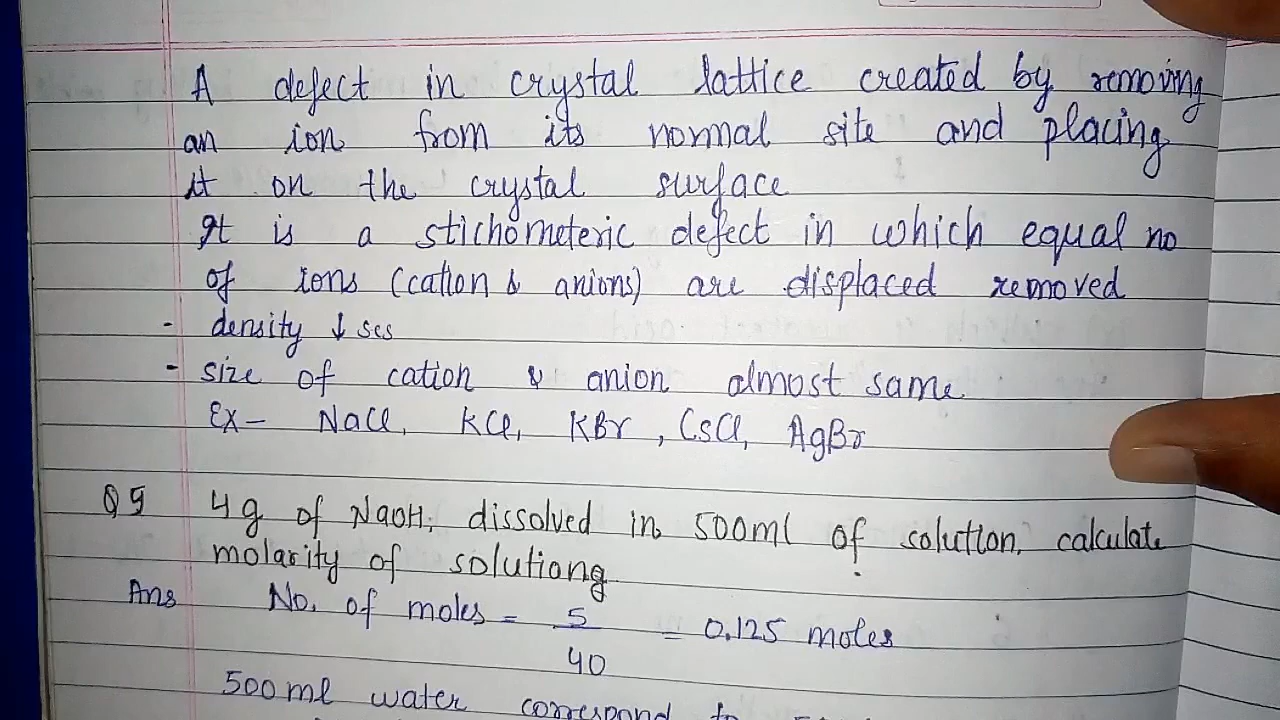 A defect in crystal lattice created by removing
an ion from its normal site and placing
it on the crystal surface
It is a stichometeric defect in which equal no
of ions (cation & anions) are displaced removed
- density ↓ses
- size of cation & anion almost same
Ex- NaCl, KCl, KBr, CsCl, AgBr
Q5 4g of NaOH, dissolved in 500ml of solution. calculate
molarity of solution
Ans No. of moles = 5/40 = 0.125 moles
500ml water correspond to